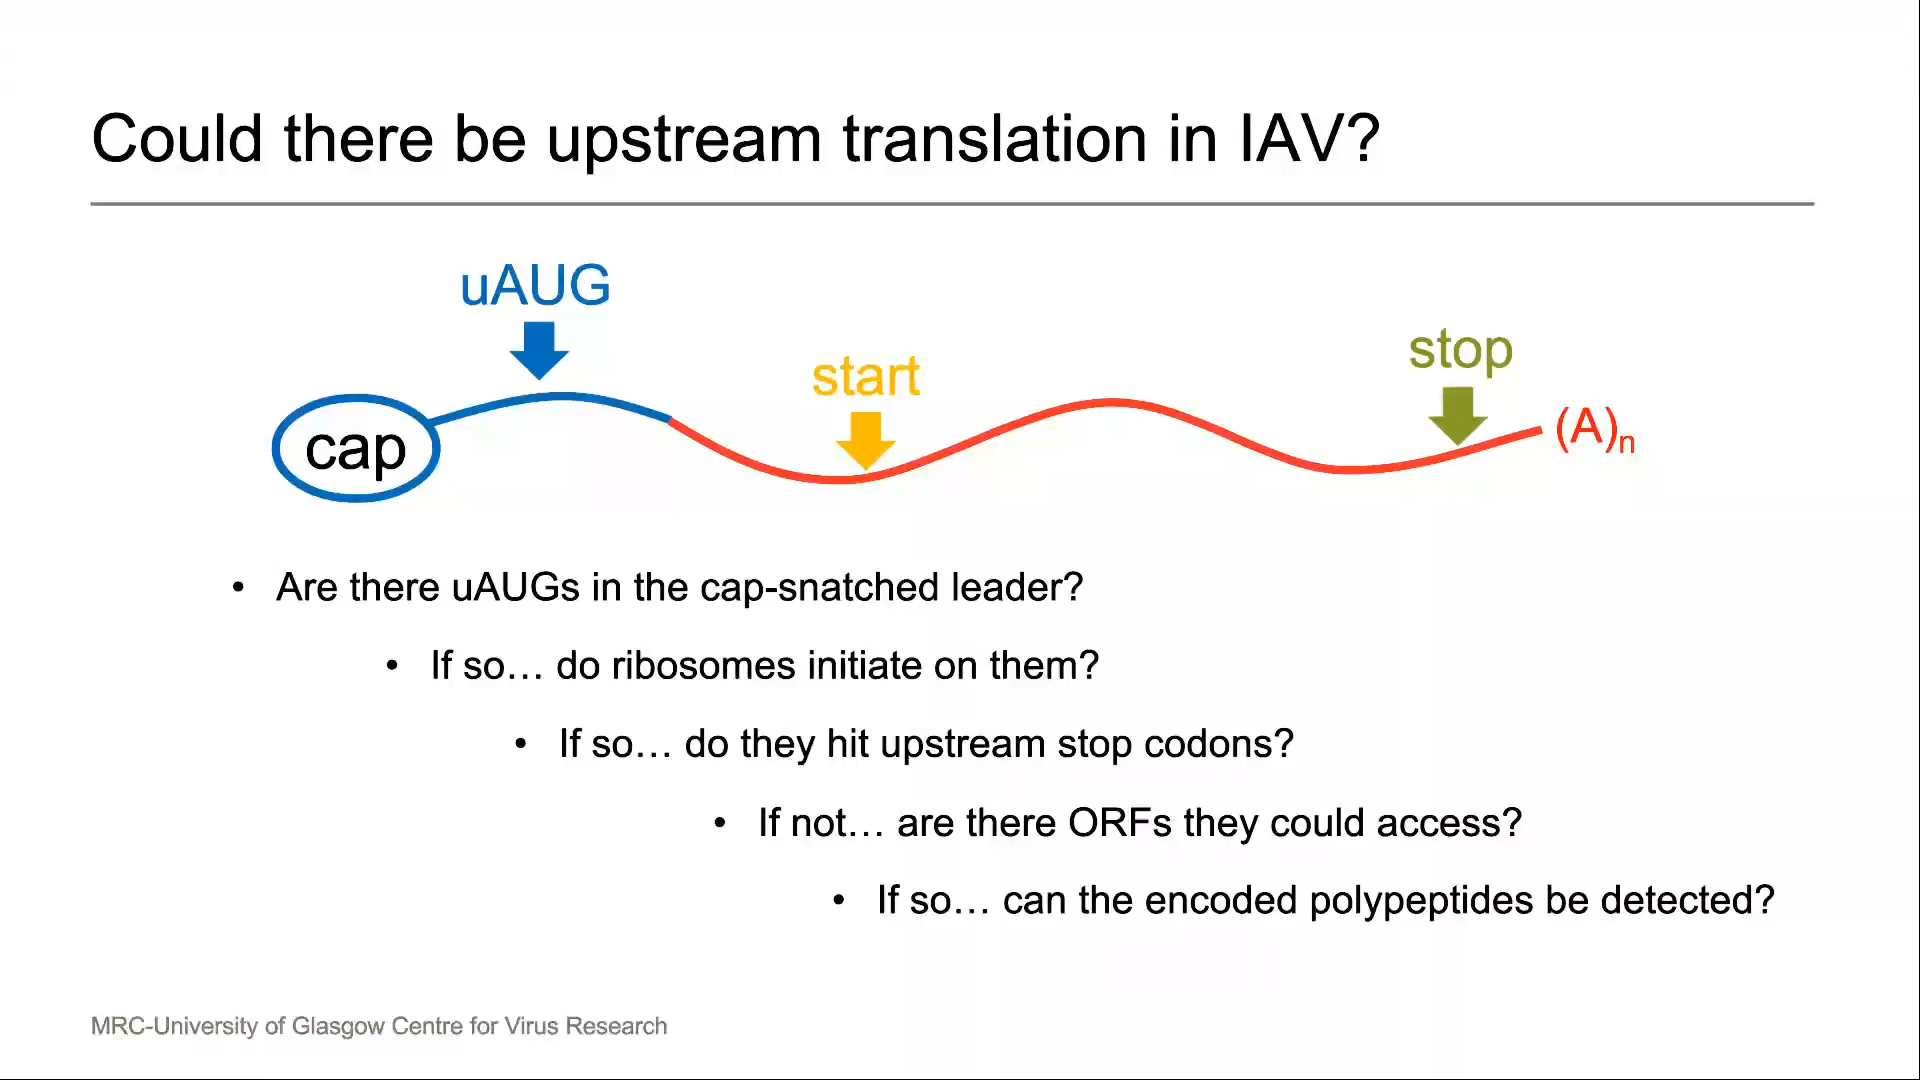 Could there be upstream translation in IAV?
uAUG
start
stop
cap
(A)n
• Are there uAUGs in the cap-snatched leader?
• If so… do ribosomes initiate on them?
• If so… do they hit upstream stop codons?
• If not… are there ORFs they could access?
• If so… can the encoded polypeptides be detected?
MRC-University of Glasgow Centre for Virus Research